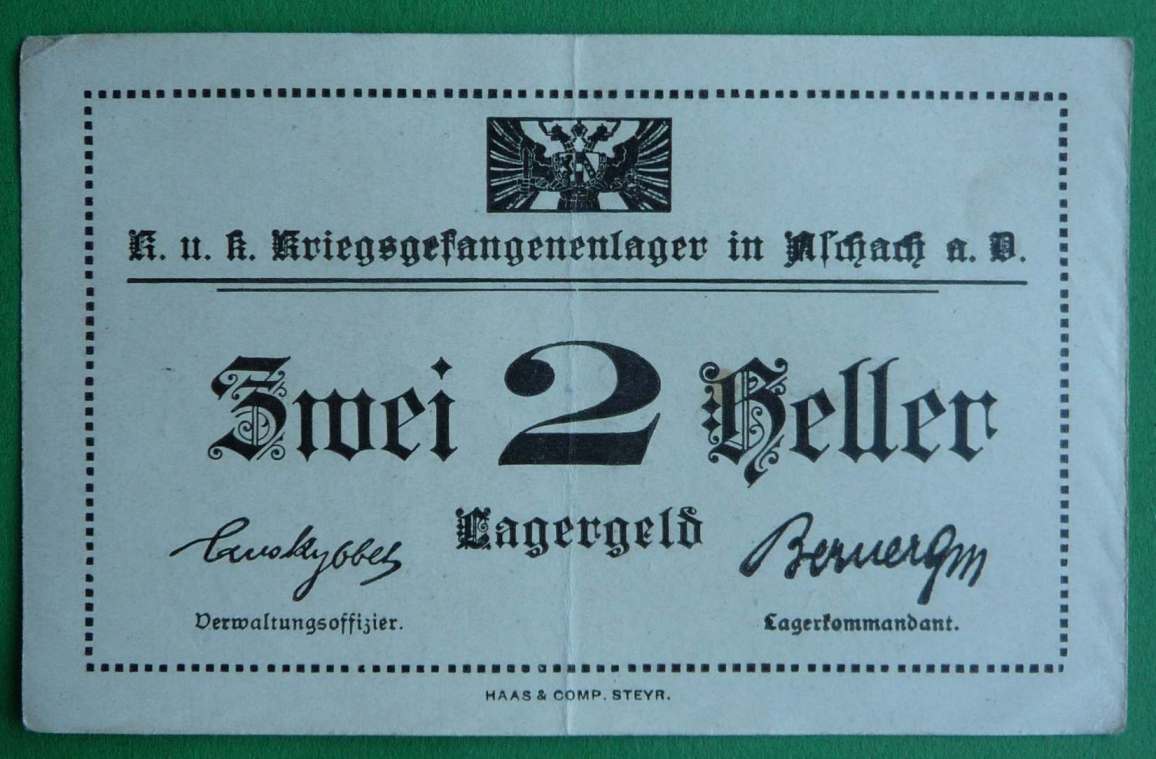 K. u. k. Kriegsgefangenenlager in Aschach a. D.
Zwei 2 Heller
Lagergeld
Verwaltungsoffizier.
Lagerkommandant.
HAAS & COMP. STEYR.